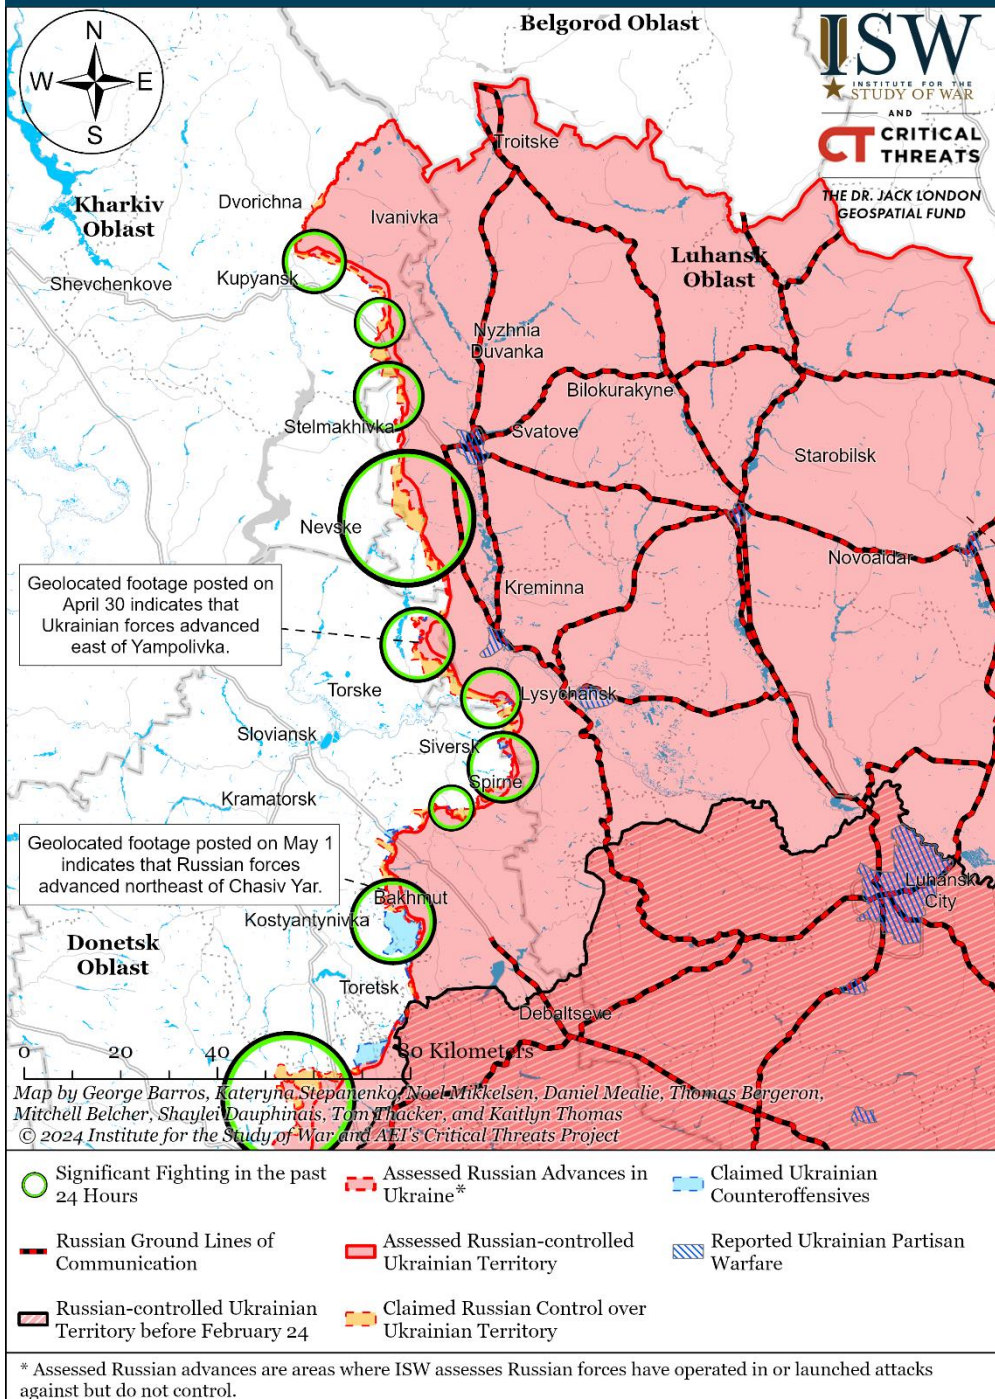 Belgorod Oblast
N
W
E
S
ISW
INSTITUTE FOR THE
STUDY OF WAR
AND
CT CRITICAL
THREATS
THE DR. JACK LONDON
GEOSPATIAL FUND
Troitske
Dvorichna
Kharkiv
Oblast
Ivanivka
Luhansk
Oblast
Shevchenkove
Kupyansk
Nyzhnia
Duvanka
Bilokurakyne
Stelmakhivka
Svatove
Starobilsk
Nevske
Novoaidar
Geolocated footage posted on
April 30 indicates that
Ukrainian forces advanced
east of Yampolivka.
Kreminna
Torske
Lysychansk
Sloviansk
Siversk
Spirne
Kramatorsk
Geolocated footage posted on May 1
indicates that Russian forces
advanced northeast of Chasiv Yar.
Bakhmut
Luhansk
City
Kostyantynivka
Donetsk
Oblast
Toretsk
Debaltseve
0 20 40 80 Kilometers
Map by George Barros, Kateryna Stepanenko, Noel Mikkelsen, Daniel Mealie, Thomas Bergeron,
Mitchell Belcher, Shaylei Dauphinais, Tom Thacker, and Kaitlyn Thomas
© 2024 Institute for the Study of War and AEI's Critical Threats Project
Significant Fighting in the past
24 Hours
Assessed Russian Advances in
Ukraine*
Claimed Ukrainian
Counteroffensives
Russian Ground Lines of
Communication
Assessed Russian-controlled
Ukrainian Territory
Reported Ukrainian Partisan
Warfare
Russian-controlled Ukrainian
Territory before February 24
Claimed Russian Control over
Ukrainian Territory
* Assessed Russian advances are areas where ISW assesses Russian forces have operated in or launched attacks
against but do not control.